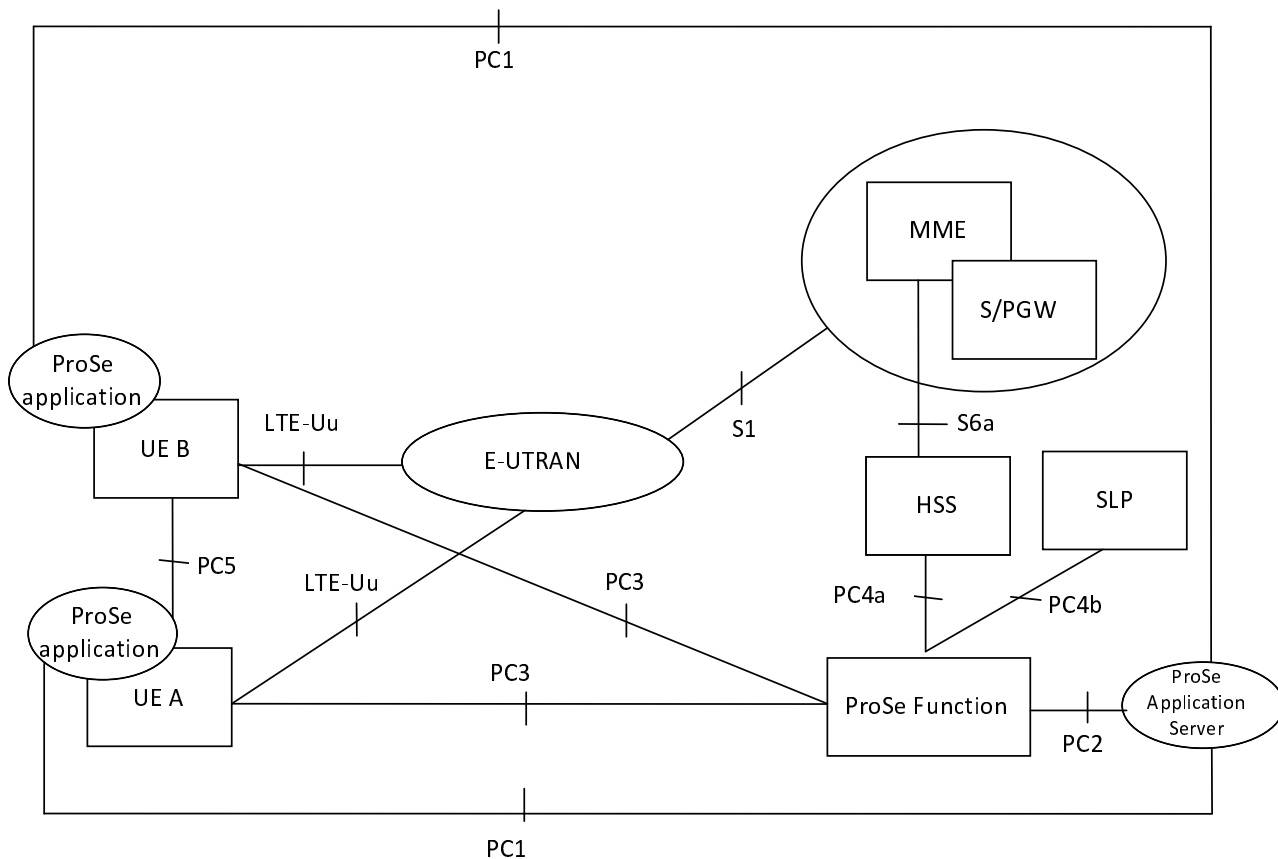 PC1
MME
S/PGW
ProSe
application
UE B
LTE-Uu
E-UTRAN
S1
S6a
HSS
SLP
PC5
LTE-Uu
PC3
PC4a
PC4b
ProSe
application
UE A
PC3
ProSe Function
PC2
ProSe
Application
Server
PC1